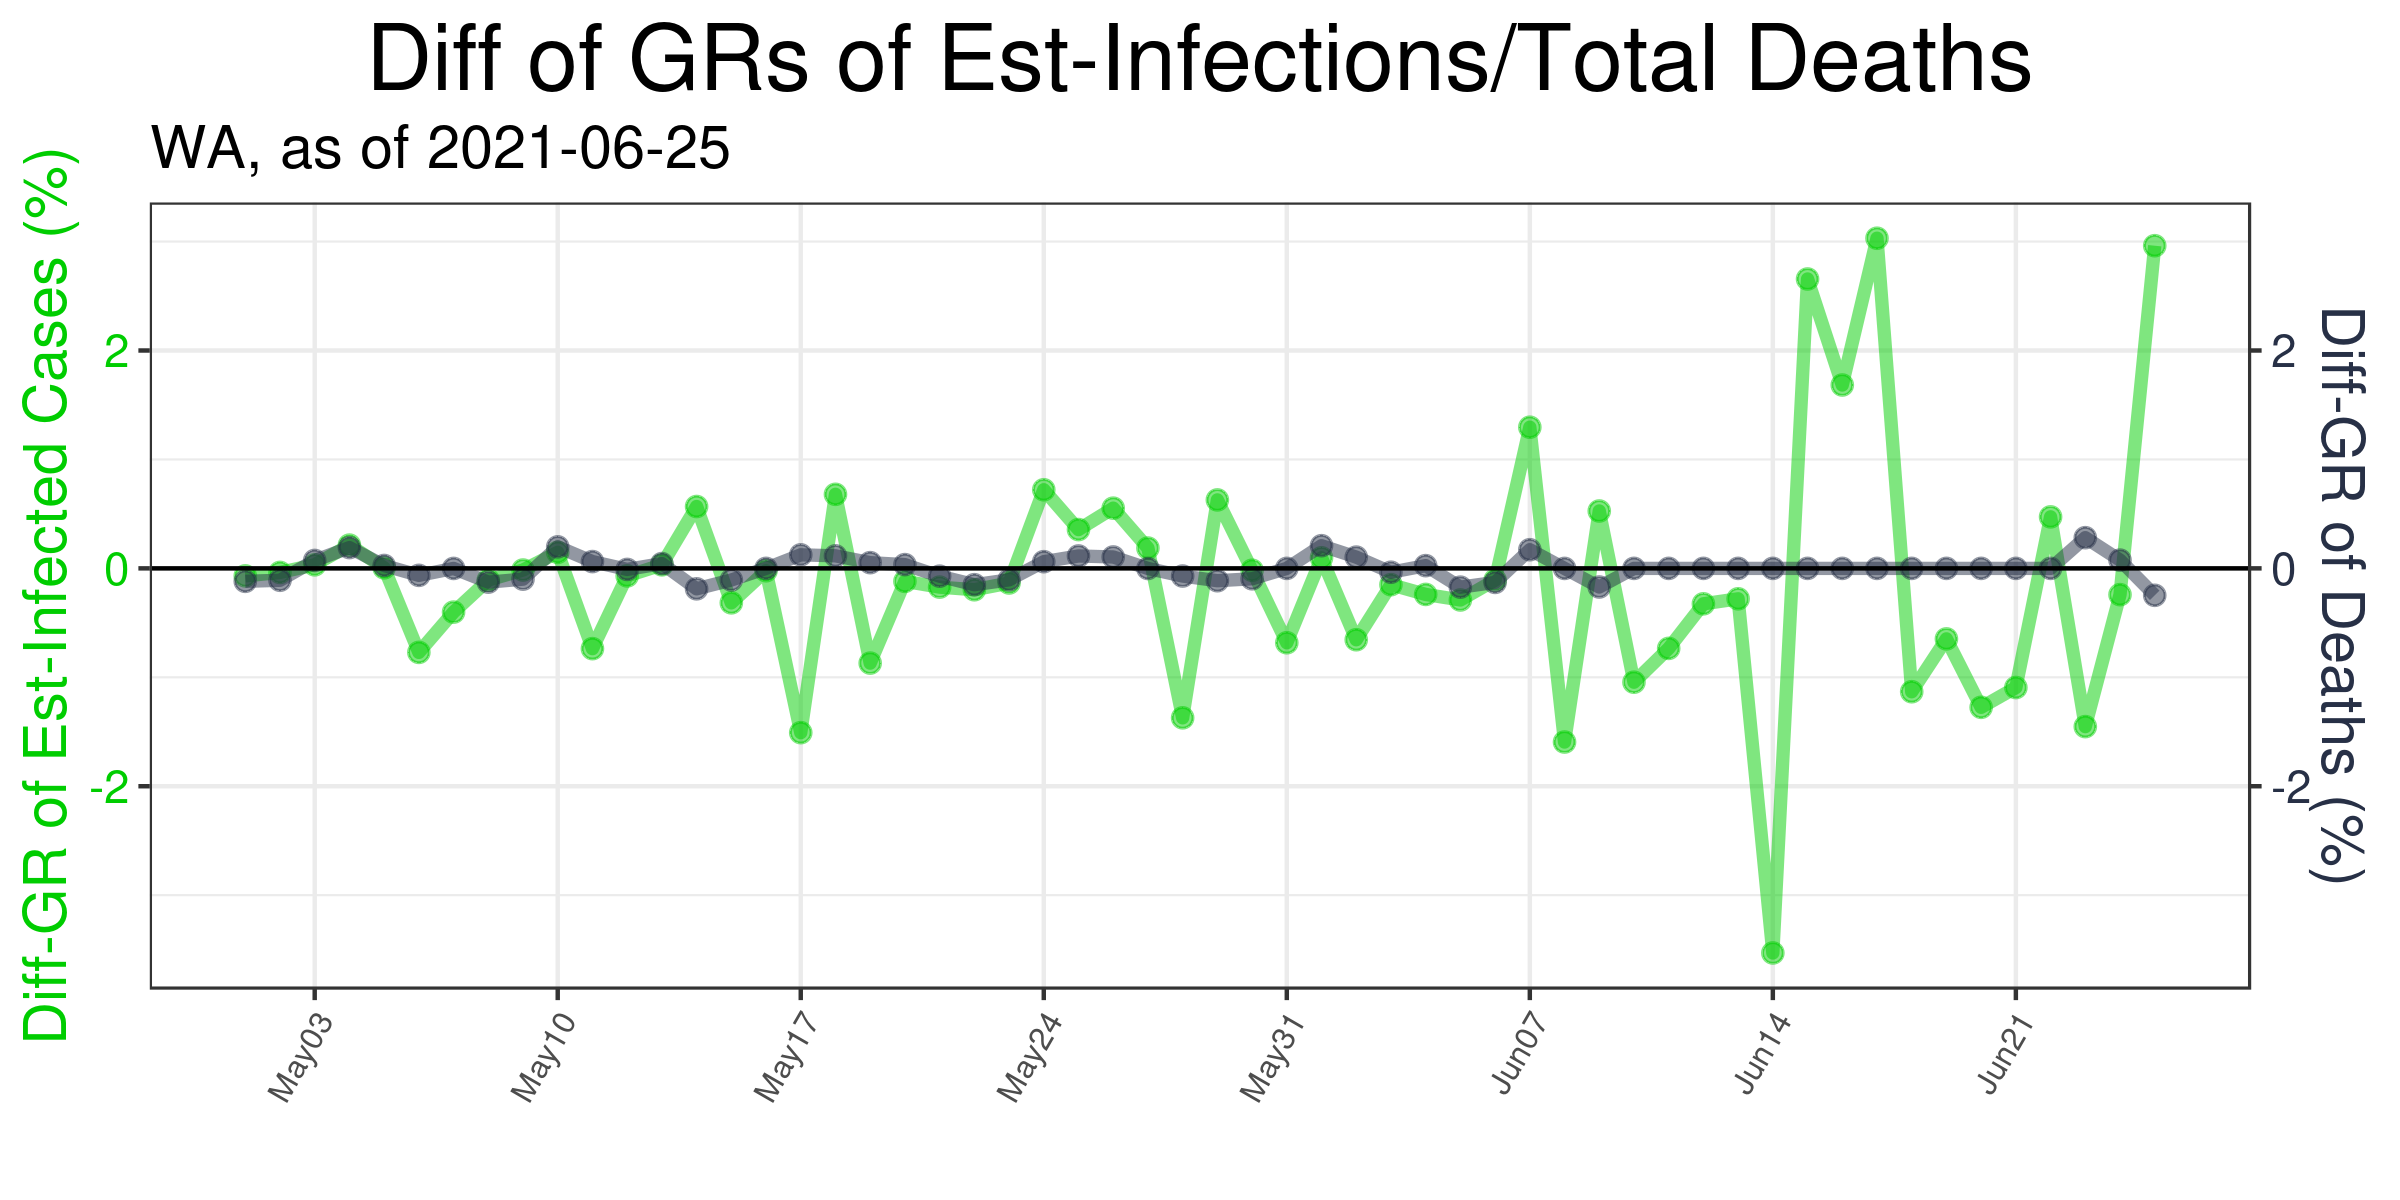 Diff of GRs of Est-Infections/Total Deaths
WA, as of 2021-06-25
Diff-GR of Est-Infected Cases (%)
2
0
-2
2
0
-2
Diff-GR of Deaths (%)
May03
May10
May17
May24
May31
Jun07
Jun14
Jun21